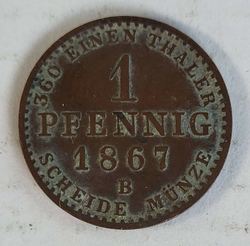 360 EINEN THALER
1
PFENNIG
1867
B
SCHEIDE MÜNZE